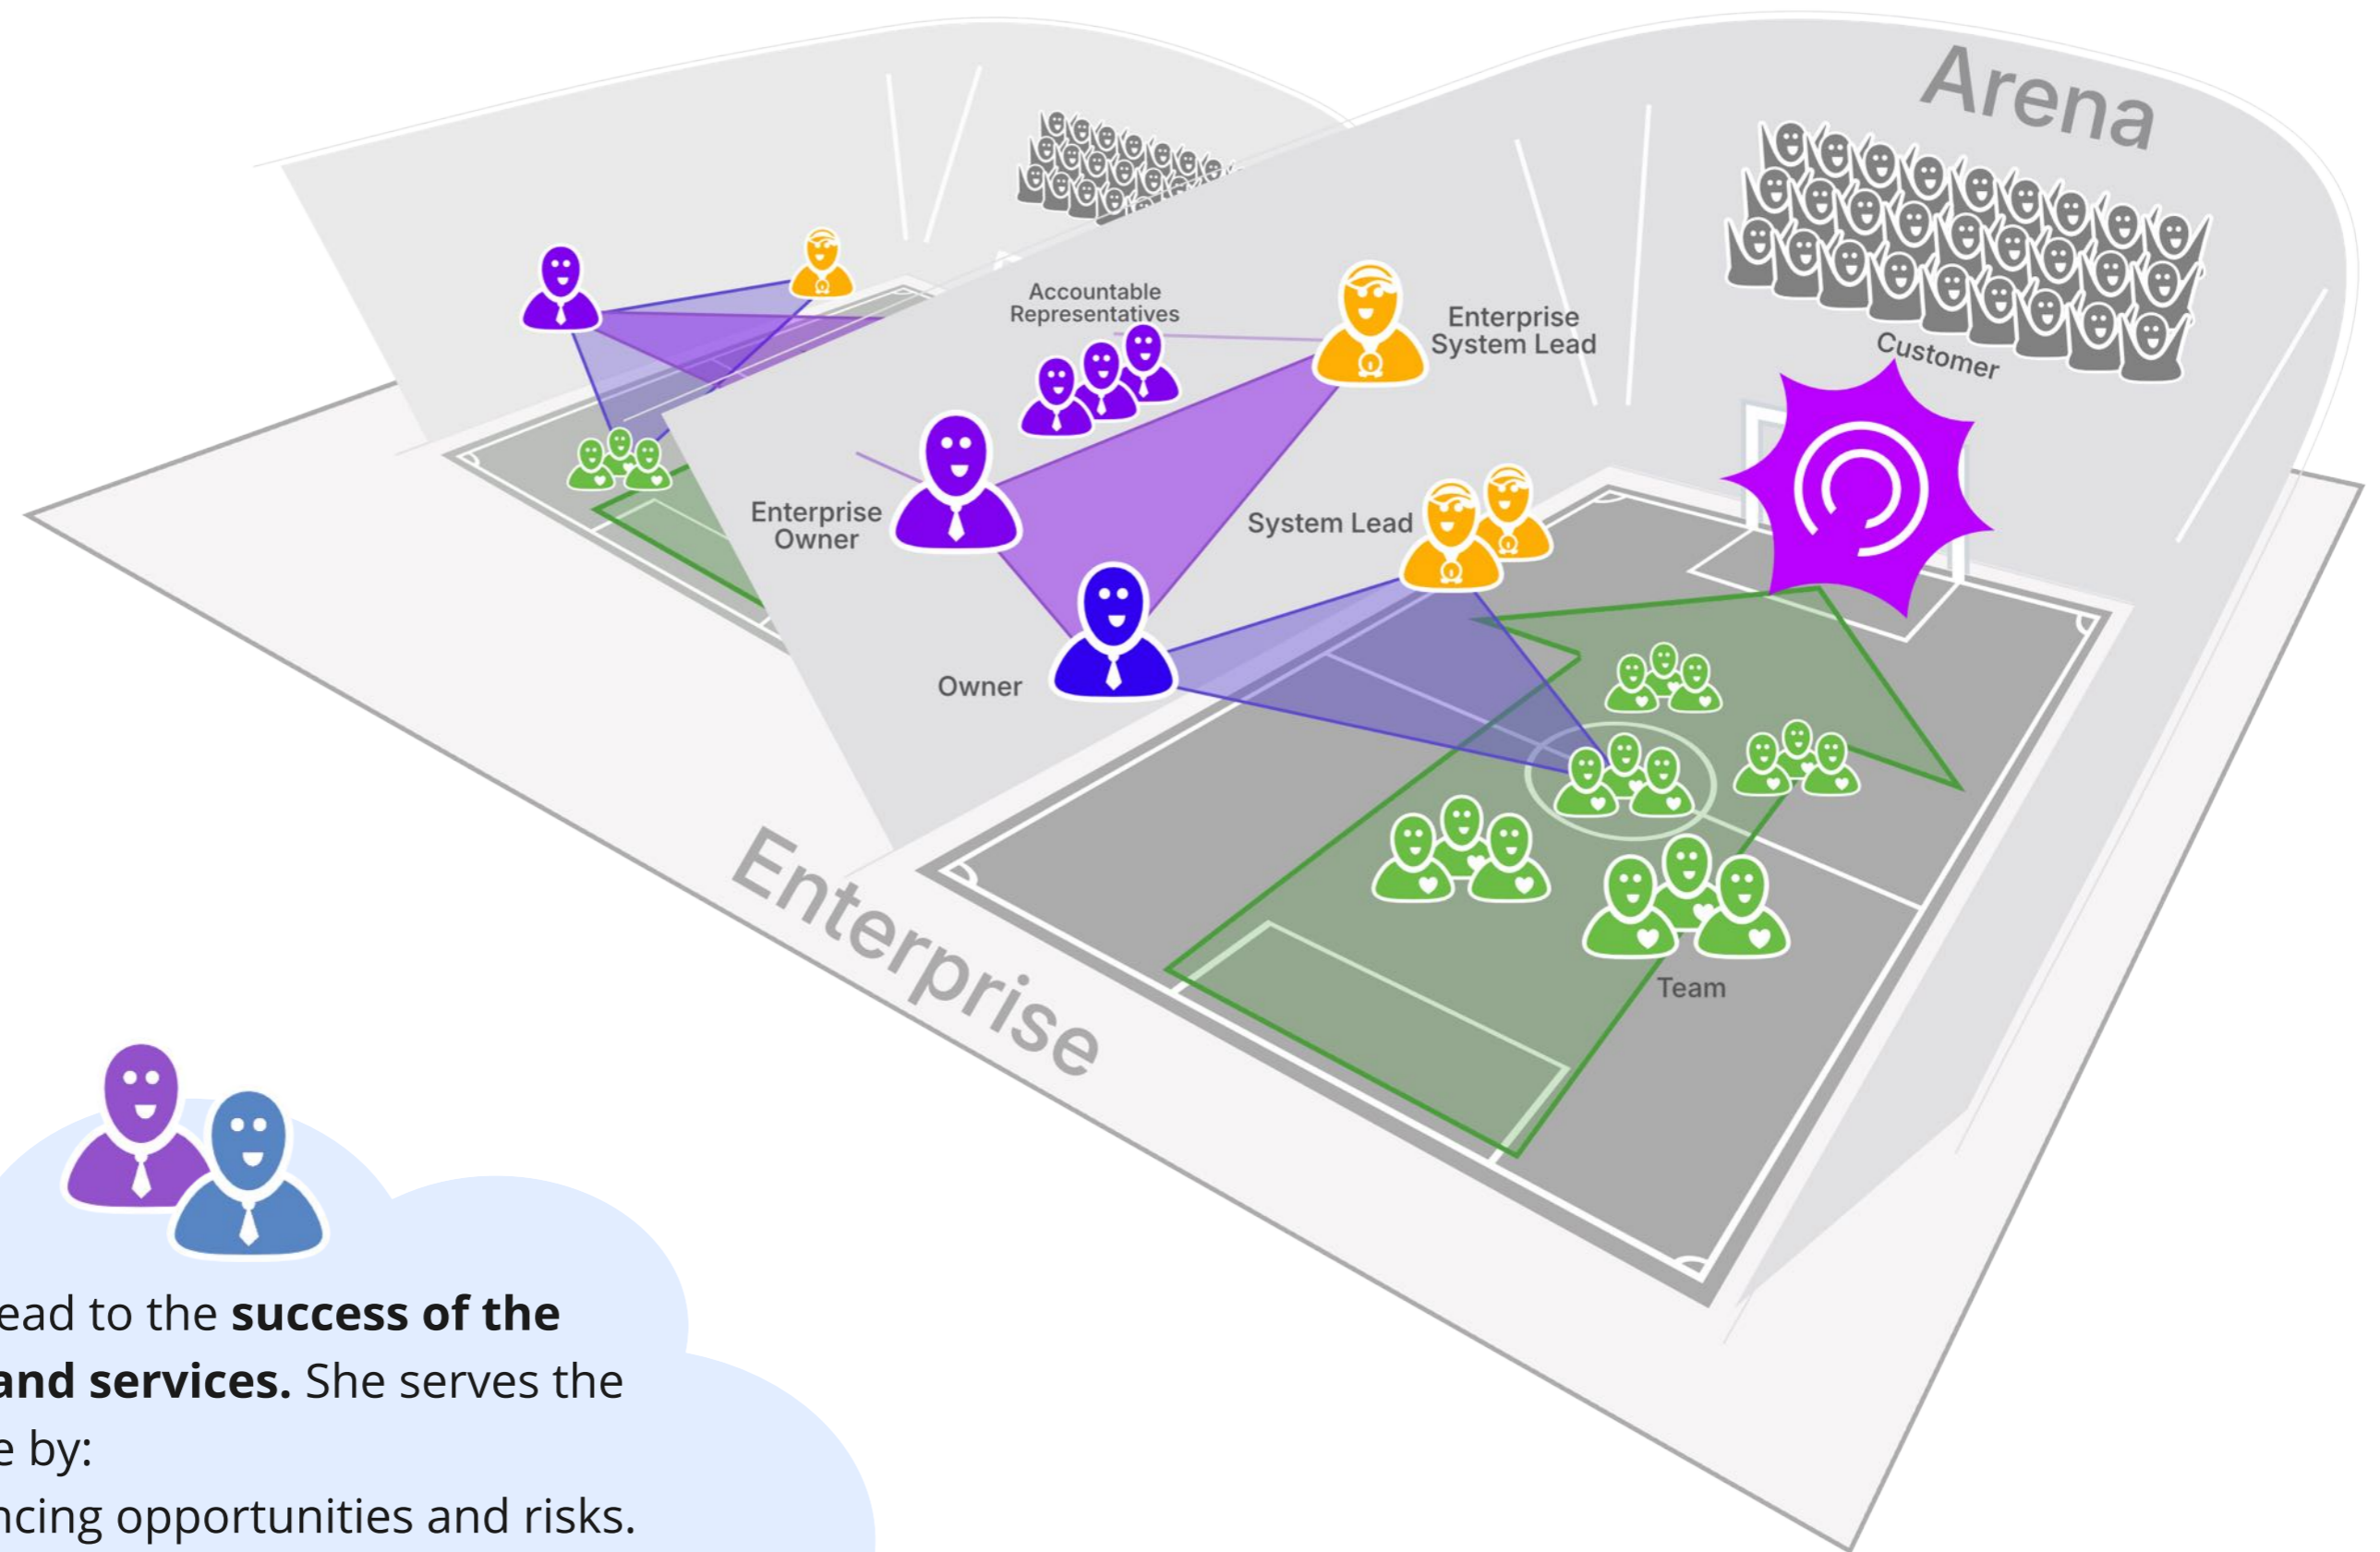 Arena
Accountable
Representatives
Enterprise
System Lead
Customer
Enterprise
Owner
System Lead
Owner
Team
Enterprise
ead to the success of the
and services. She serves the
e by:
ncing opportunities and risks.